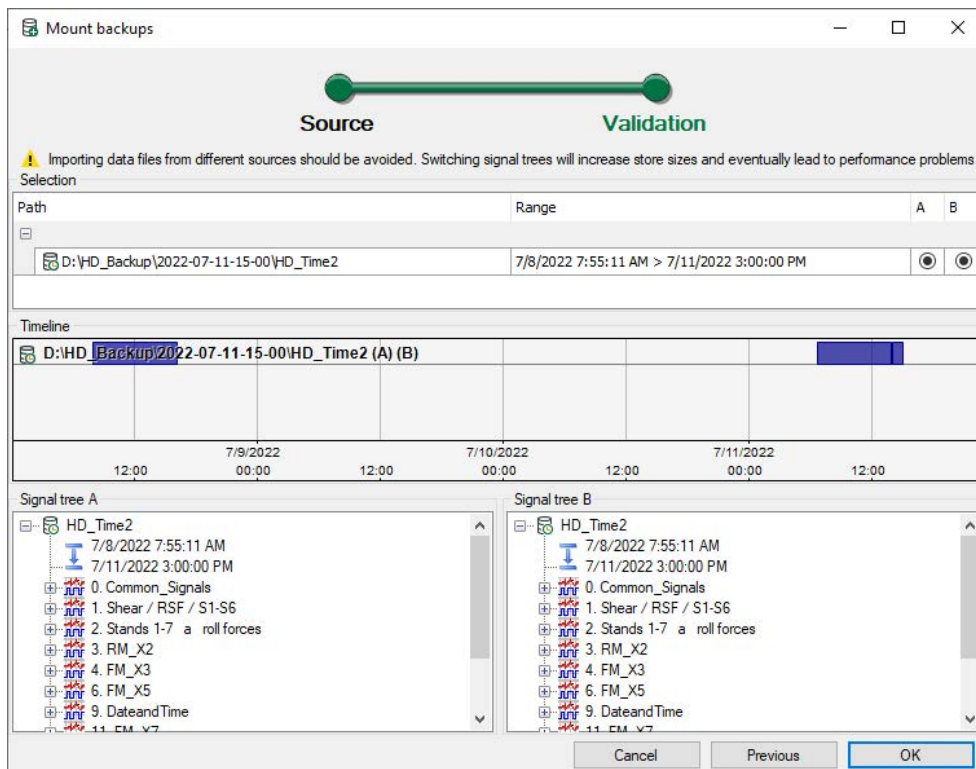 Mount backups
Source
Validation
Importing data files from different sources should be avoided. Switching signal trees will increase store sizes and eventually lead to performance problems
Selection
Path Range A B
D:\HD_Backup\2022-07-11-15-00\HD_Time2 7/8/2022 7:55:11 AM > 7/11/2022 3:00:00 PM
Timeline
D:\HD_Backup\2022-07-11-15-00\HD_Time2 (A) (B)
7/9/2022 7/10/2022 7/11/2022
12:00 00:00 12:00 00:00 12:00 00:00 12:00
Signal tree A
HD_Time2
7/8/2022 7:55:11 AM
7/11/2022 3:00:00 PM
0. Common_Signals
1. Shear / RSF / S1-S6
2. Stands 1-7 a roll forces
3. RM_X2
4. FM_X3
6. FM_X5
9. DateandTime
11. FM_X7
Signal tree B
HD_Time2
7/8/2022 7:55:11 AM
7/11/2022 3:00:00 PM
0. Common_Signals
1. Shear / RSF / S1-S6
2. Stands 1-7 a roll forces
3. RM_X2
4. FM_X3
6. FM_X5
9. DateandTime
11. FM_X7
Cancel Previous OK